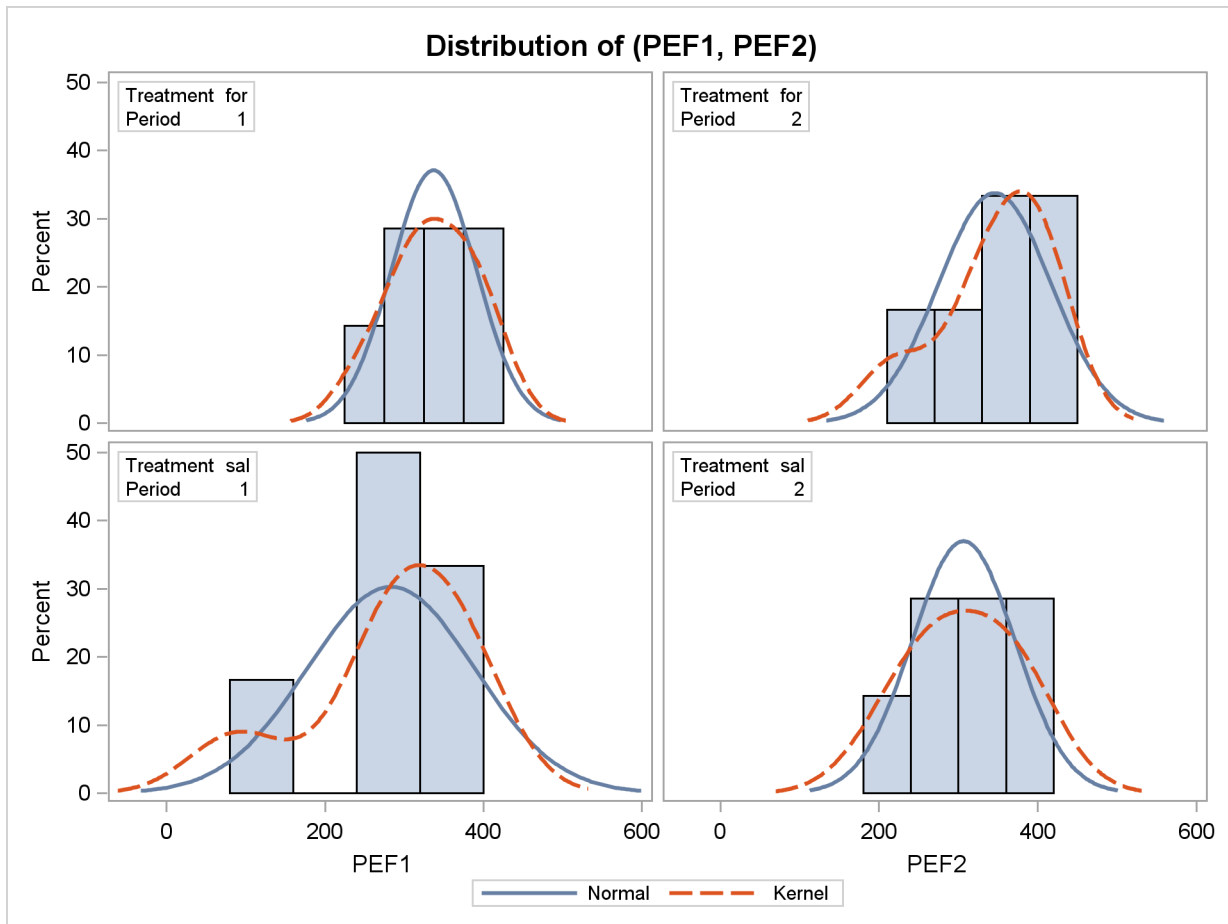 Distribution of (PEF1, PEF2)
Treatment for
Period 1
Treatment for
Period 2
50
40
30
20
10
0
Percent
Treatment sal
Period 1
Treatment sal
Period 2
50
40
30
20
10
0
Percent
0 200 400 600
0 200 400 600
PEF1
PEF2
Normal Kernel